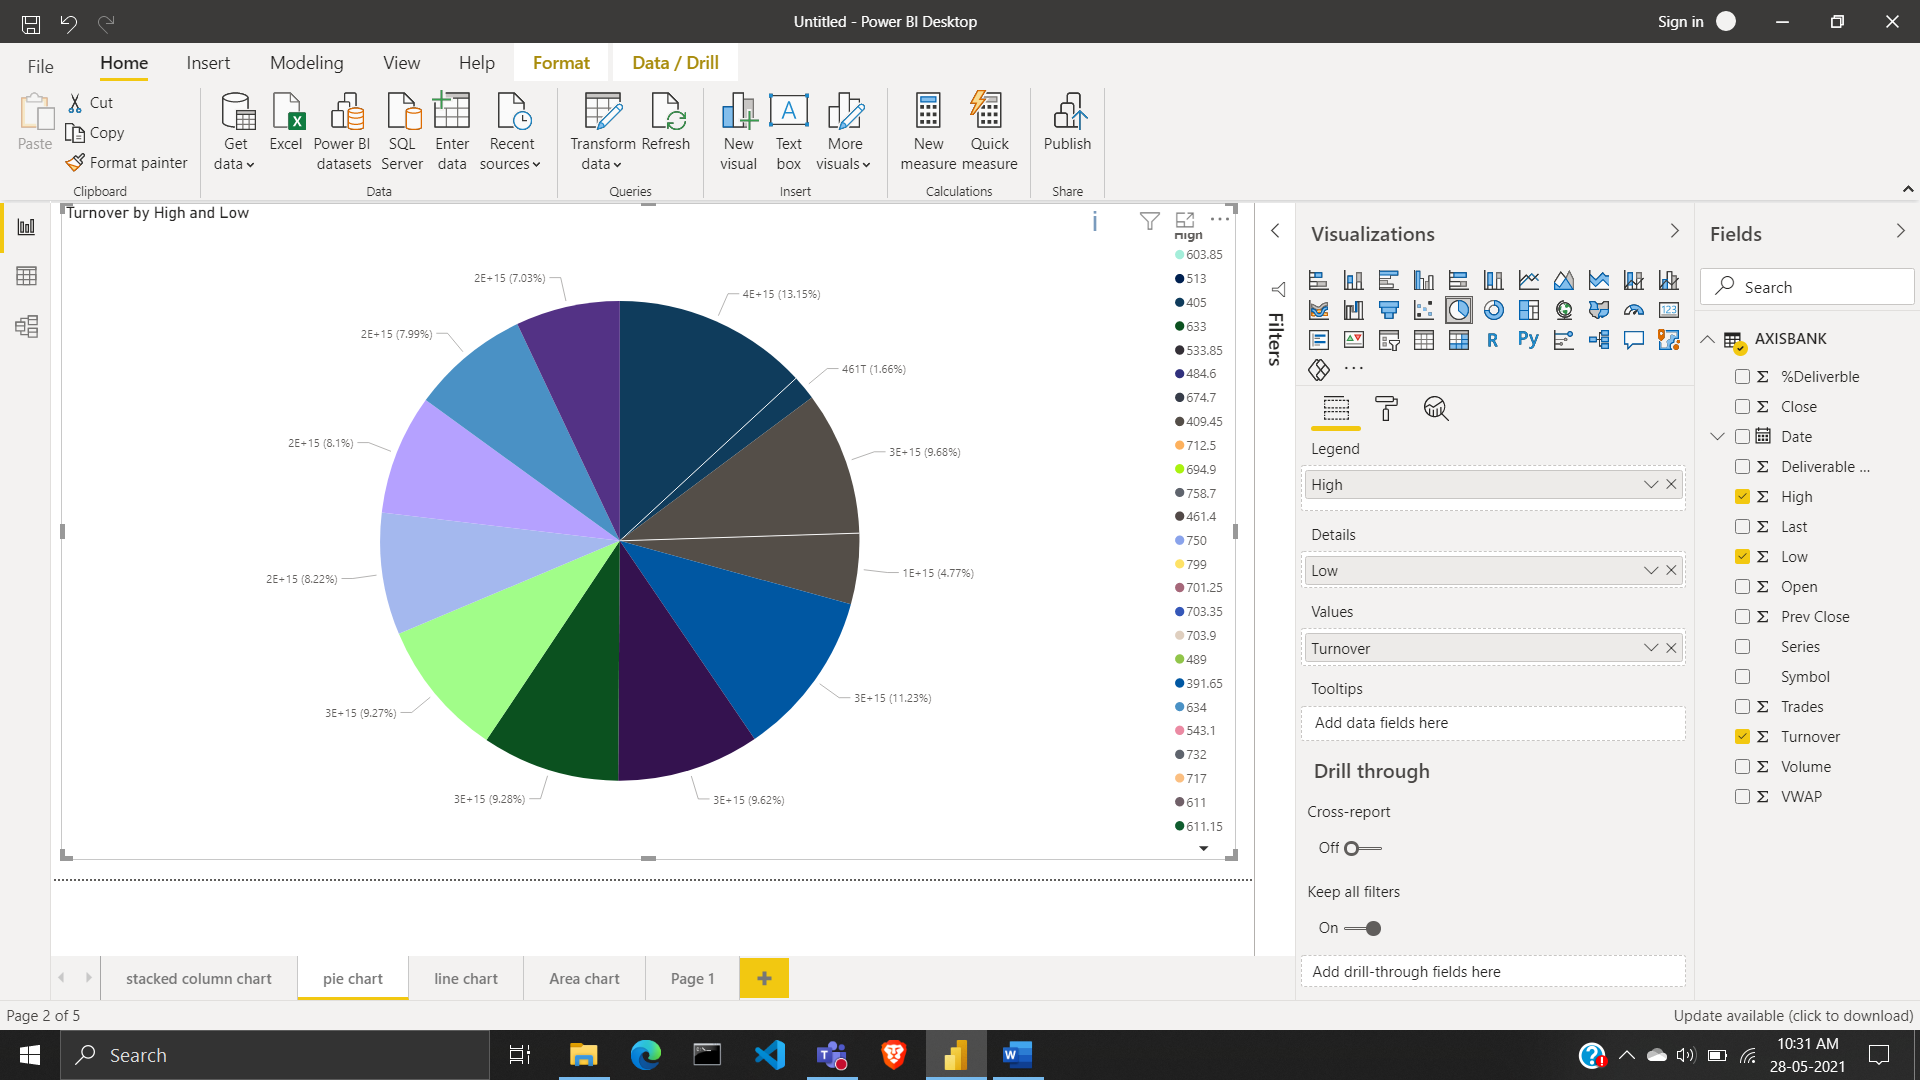 Untitled - Power BI Desktop
Sign in
File
Home
Insert
Modeling
View
Help
Format
Data / Drill
Paste
Cut
Copy
Format painter
Clipboard
Get data
Excel
Power BI datasets
SQL Server
Enter data
Recent sources
Data
Transform data
Refresh
Queries
New visual
A
Text box
More visuals
Insert
New measure
Quick measure
Calculations
Publish
Share
Turnover by High and Low
2E+15 (7.03%)
4E+15 (13.15%)
2E+15 (7.99%)
461T (1.66%)
2E+15 (8.1%)
3E+15 (9.68%)
2E+15 (8.22%)
1E+15 (4.77%)
3E+15 (9.27%)
3E+15 (11.23%)
3E+15 (9.28%)
3E+15 (9.62%)
High
603.85
513
405
633
533.85
484.6
674.7
409.45
712.5
694.9
758.7
461.4
750
799
701.25
703.35
703.9
489
391.65
634
543.1
732
717
611
611.15
Filters
Visualizations
123
R
Py
Legend
High
Details
Low
Values
Turnover
Tooltips
Add data fields here
Drill through
Cross-report
Off
Keep all filters
On
Add drill-through fields here
Fields
Search
AXISBANK
Σ %Deliverble
Σ Close
Date
Σ Deliverable ...
Σ High
Σ Last
Σ Low
Σ Open
Σ Prev Close
Series
Symbol
Σ Trades
Σ Turnover
Σ Volume
Σ VWAP
stacked column chart
pie chart
line chart
Area chart
Page 1
Page 2 of 5
Update available (click to download)
Search
10:31 AM
28-05-2021